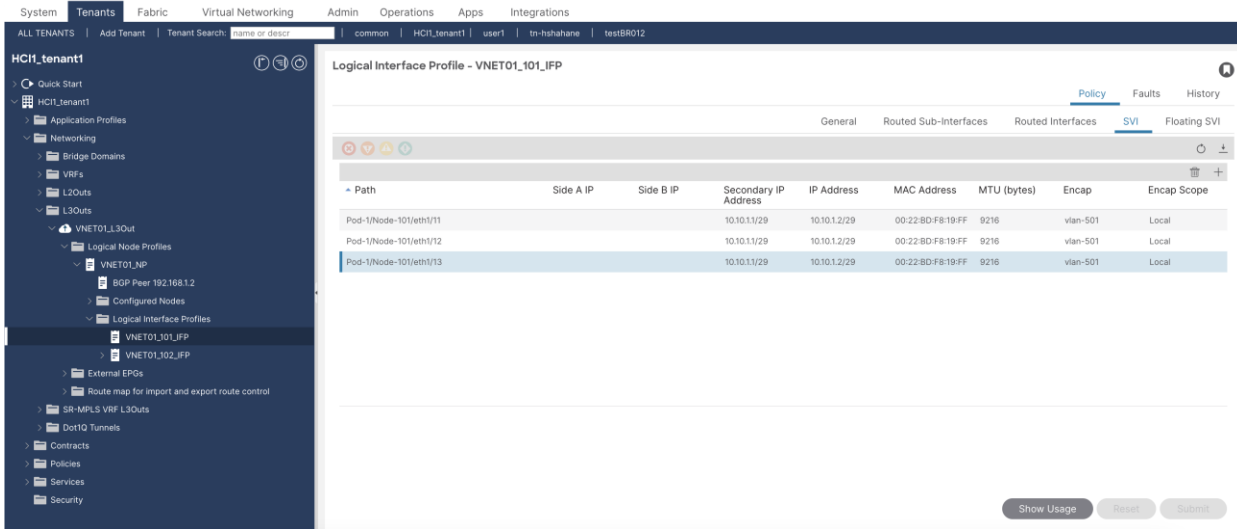 System Tenants Fabric Virtual Networking Admin Operations Apps Integrations
ALL TENANTS | Add Tenant | Tenant Search: name or descr | common | HCI1_tenant1 | user1 | tn-hshahane | testBR012
HCI1_tenant1
Quick Start
HCI1_tenant1
Application Profiles
Networking
Bridge Domains
VRFs
L2Outs
L3Outs
VNET01_L3Out
Logical Node Profiles
VNET01_NP
BGP Peer 192.168.1.2
Configured Nodes
Logical Interface Profiles
VNET01_101_IFP
VNET01_102_IFP
External EPGs
Route map for import and export route control
SR-MPLS VRF L3Outs
Dot1Q Tunnels
Contracts
Policies
Services
Security
Logical Interface Profile - VNET01_101_IFP
Policy Faults History
General Routed Sub-Interfaces Routed Interfaces SVI Floating SVI
Path Side A IP Side B IP Secondary IP Address IP Address MAC Address MTU (bytes) Encap Encap Scope
Pod-1/Node-101/eth1/11 10.10.1.1/29 10.10.1.2/29 00:22:BD:F8:19:FF 9216 vlan-501 Local
Pod-1/Node-101/eth1/12 10.10.1.1/29 10.10.1.2/29 00:22:BD:F8:19:FF 9216 vlan-501 Local
Pod-1/Node-101/eth1/13 10.10.1.1/29 10.10.1.2/29 00:22:BD:F8:19:FF 9216 vlan-501 Local
Show Usage Reset Submit